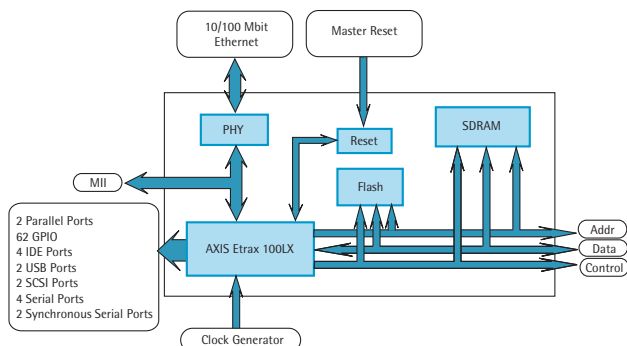 10/100 Mbit
Ethernet
Master Reset
PHY
Reset
SDRAM
MII
Flash
2 Parallel Ports
62 GPIO
4 IDE Ports
2 USB Ports
2 SCSI Ports
4 Serial Ports
2 Synchronous Serial Ports
AXIS Etrax 100LX
Addr
Data
Control
Clock Generator